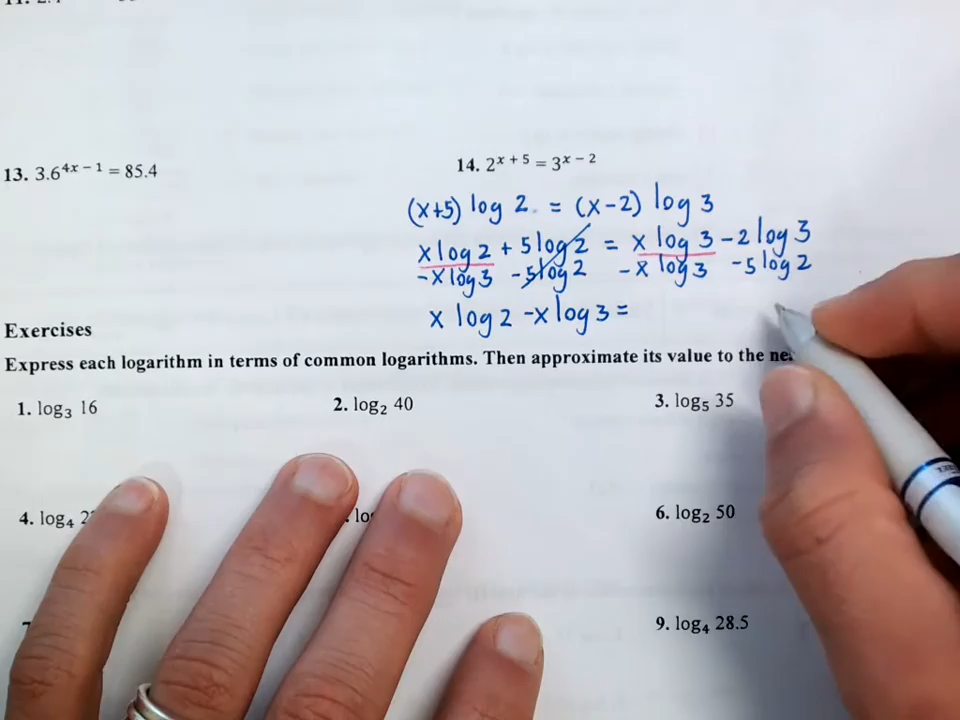 13. 3.6^{4x − 1} = 85.4
14. 2^{x + 5} = 3^{x − 2}
(x+5) log 2 = (x-2) log 3
x log 2 + 5 log 2 = x log 3 - 2 log 3
-x log 3 - 5 log 2 - x log 3 - 5 log 2
x log 2 - x log 3 =
Exercises
Express each logarithm in terms of common logarithms. Then approximate its value to the
1. log₃ 16
2. log₂ 40
3. log₅ 35
4. log₄
6. log₂ 50
9. log₄ 28.5